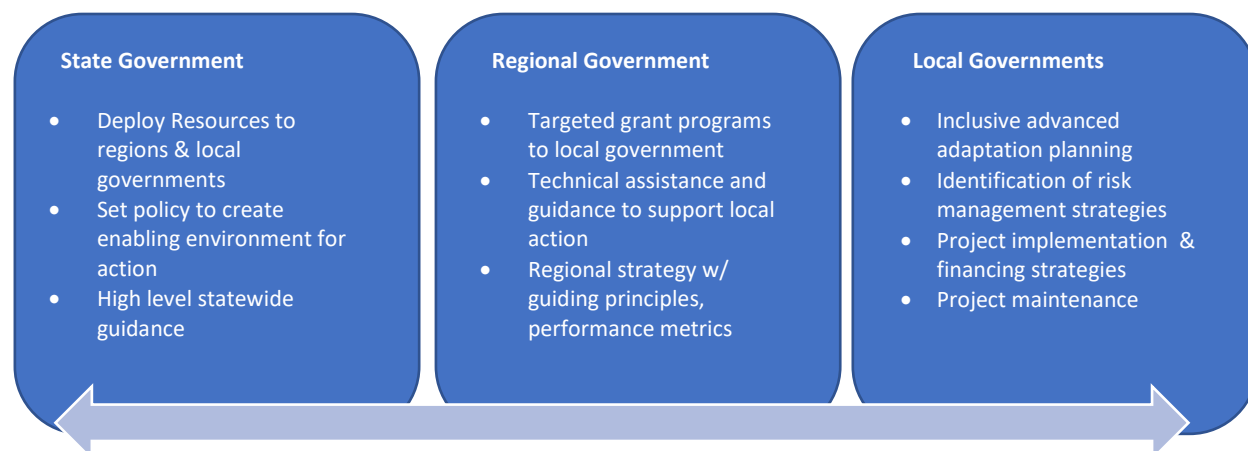 State Government
• Deploy Resources to
regions & local
governments
• Set policy to create
enabling environment for
action
• High level statewide
guidance
Regional Government
• Targeted grant programs
to local government
• Technical assistance and
guidance to support local
action
• Regional strategy w/
guiding principles,
performance metrics
Local Governments
• Inclusive advanced
adaptation planning
• Identification of risk
management strategies
• Project implementation &
financing strategies
• Project maintenance